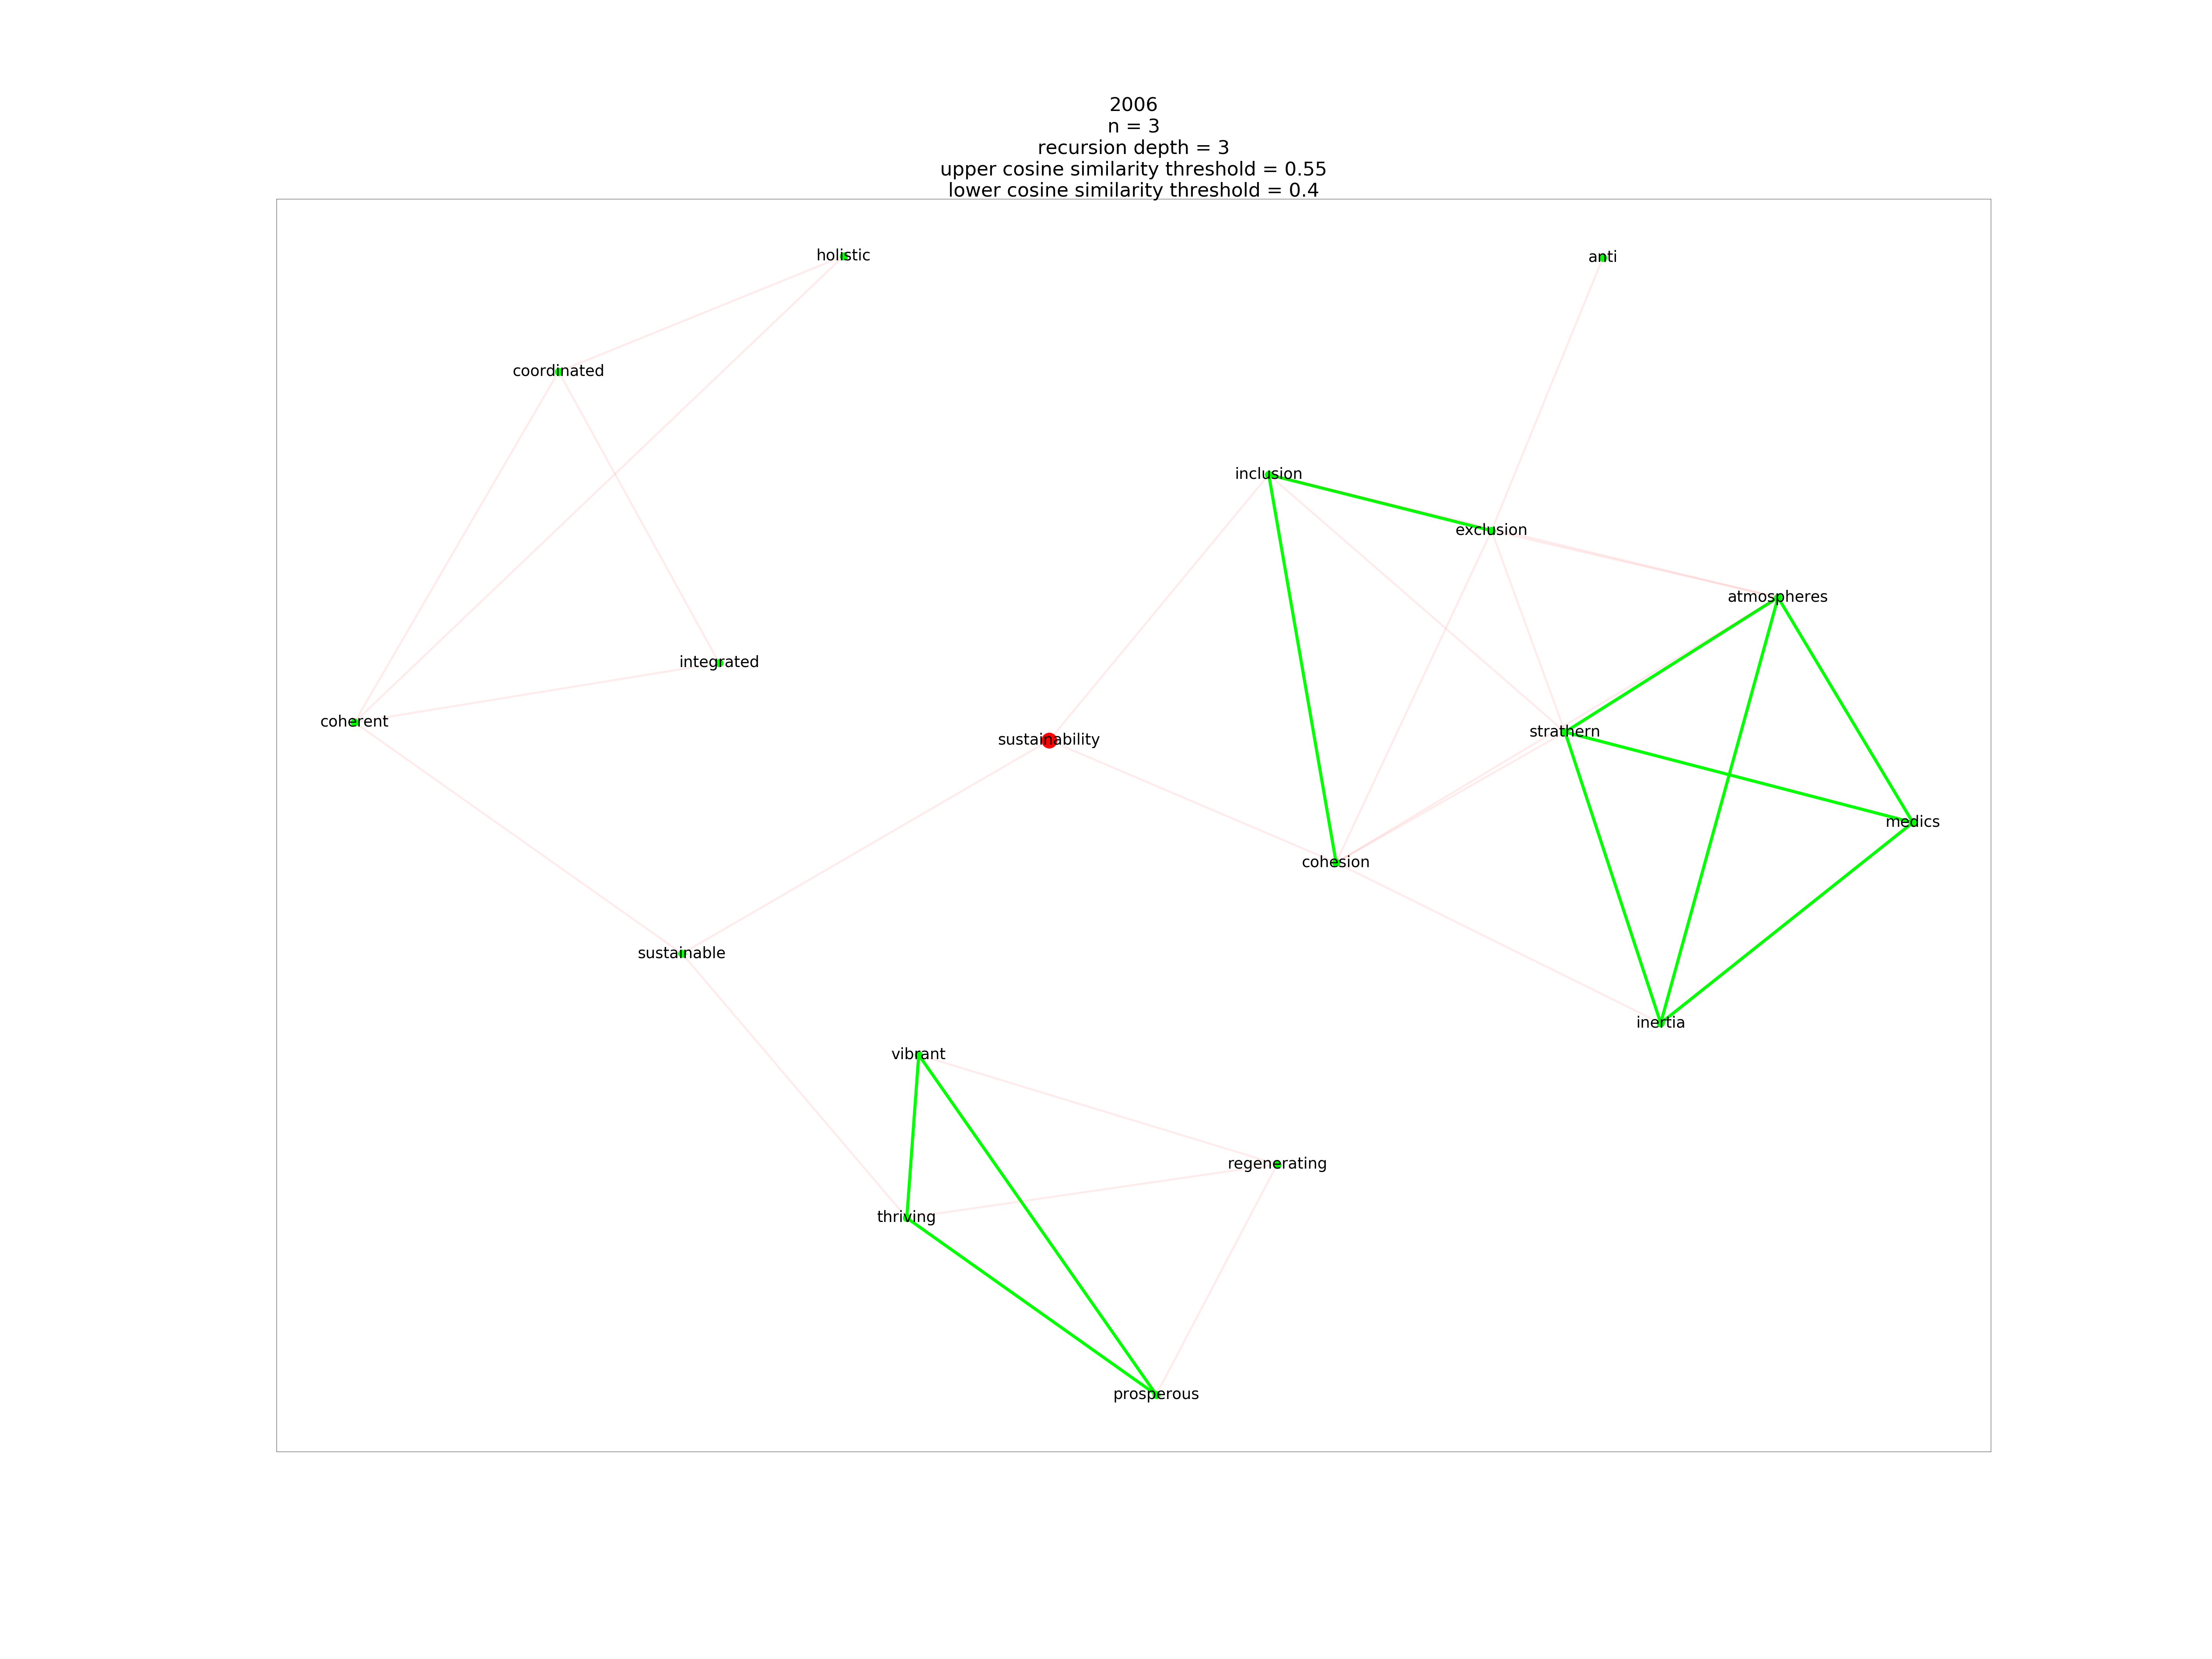 2006
n = 3
recursion depth = 3
upper cosine similarity threshold = 0.55
lower cosine similarity threshold = 0.4
holistic
anti
coordinated
inclusion
exclusion
atmospheres
integrated
coherent
strathern
sustainability
medics
cohesion
sustainable
inertia
vibrant
regenerating
thriving
prosperous